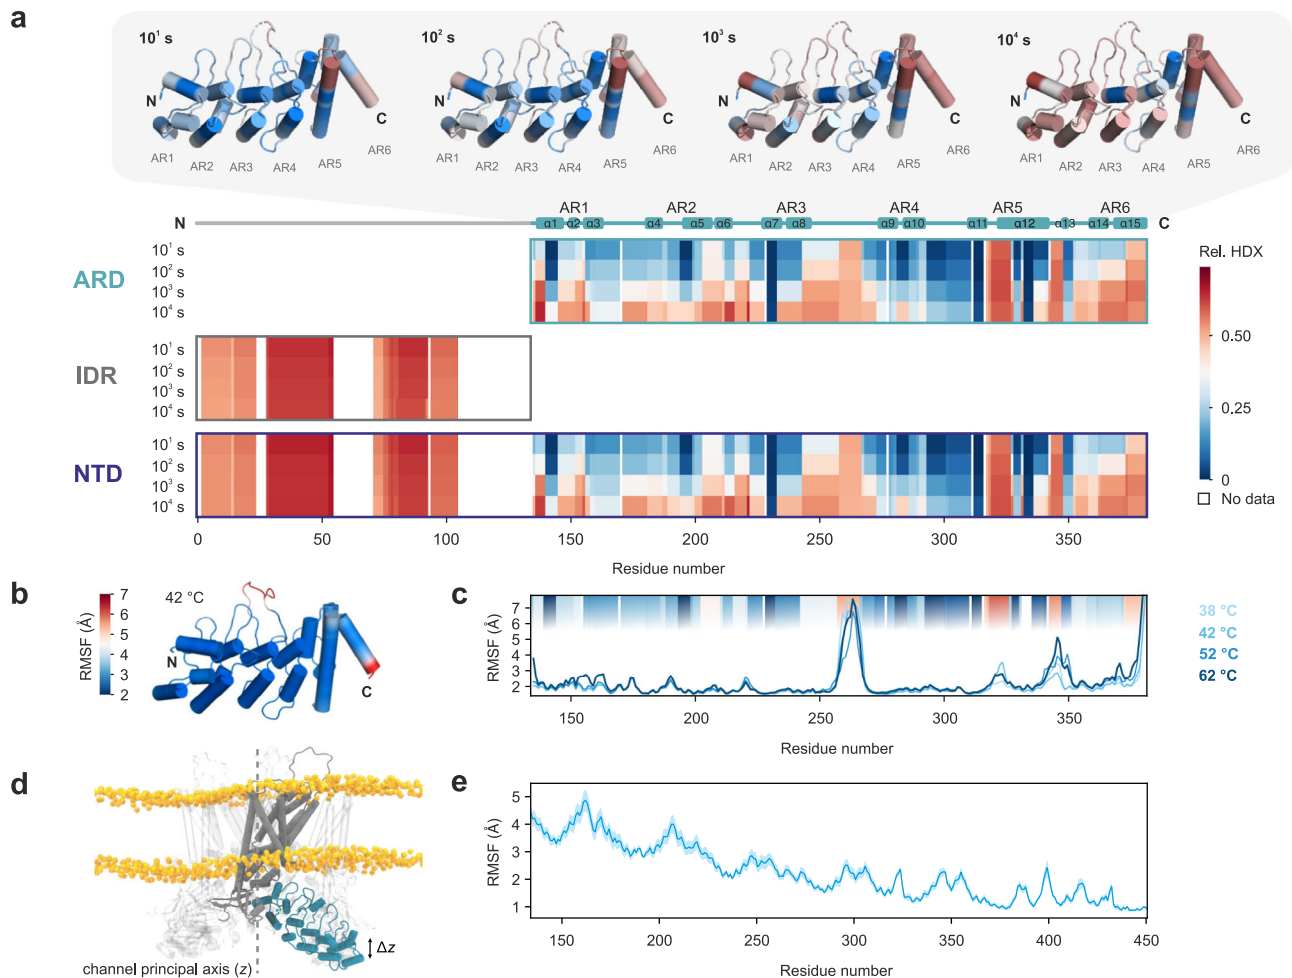 a
10¹ s
10² s
10³ s
10⁴ s
N
N
N
N
C
C
C
C
AR1 AR2 AR3 AR4 AR5 AR6
AR1 AR2 AR3 AR4 AR5 AR6
AR1 AR2 AR3 AR4 AR5 AR6
AR1 AR2 AR3 AR4 AR5 AR6
AR1 AR2 AR3 AR4 AR5 AR6
N α1 α2 α3 α4 α5 α6 α7 α8 α9 α10 α11 α12 α13 α14 α15 C
ARD
10¹ s
10² s
10³ s
10⁴ s
IDR
10¹ s
10² s
10³ s
10⁴ s
NTD
10¹ s
10² s
10³ s
10⁴ s
0 50 100 150 200 250 300 350
Residue number
Rel. HDX
0.50
0.25
0
No data
b
42 °C
RMSF (Å)
7
6
5
4
3
2
N
C
c
RMSF (Å)
7
6
5
4
3
2
150 200 250 300 350
Residue number
38 °C
42 °C
52 °C
62 °C
d
Δz
channel principal axis (z)
e
RMSF (Å)
5
4
3
2
1
150 200 250 300 350 400 450
Residue number